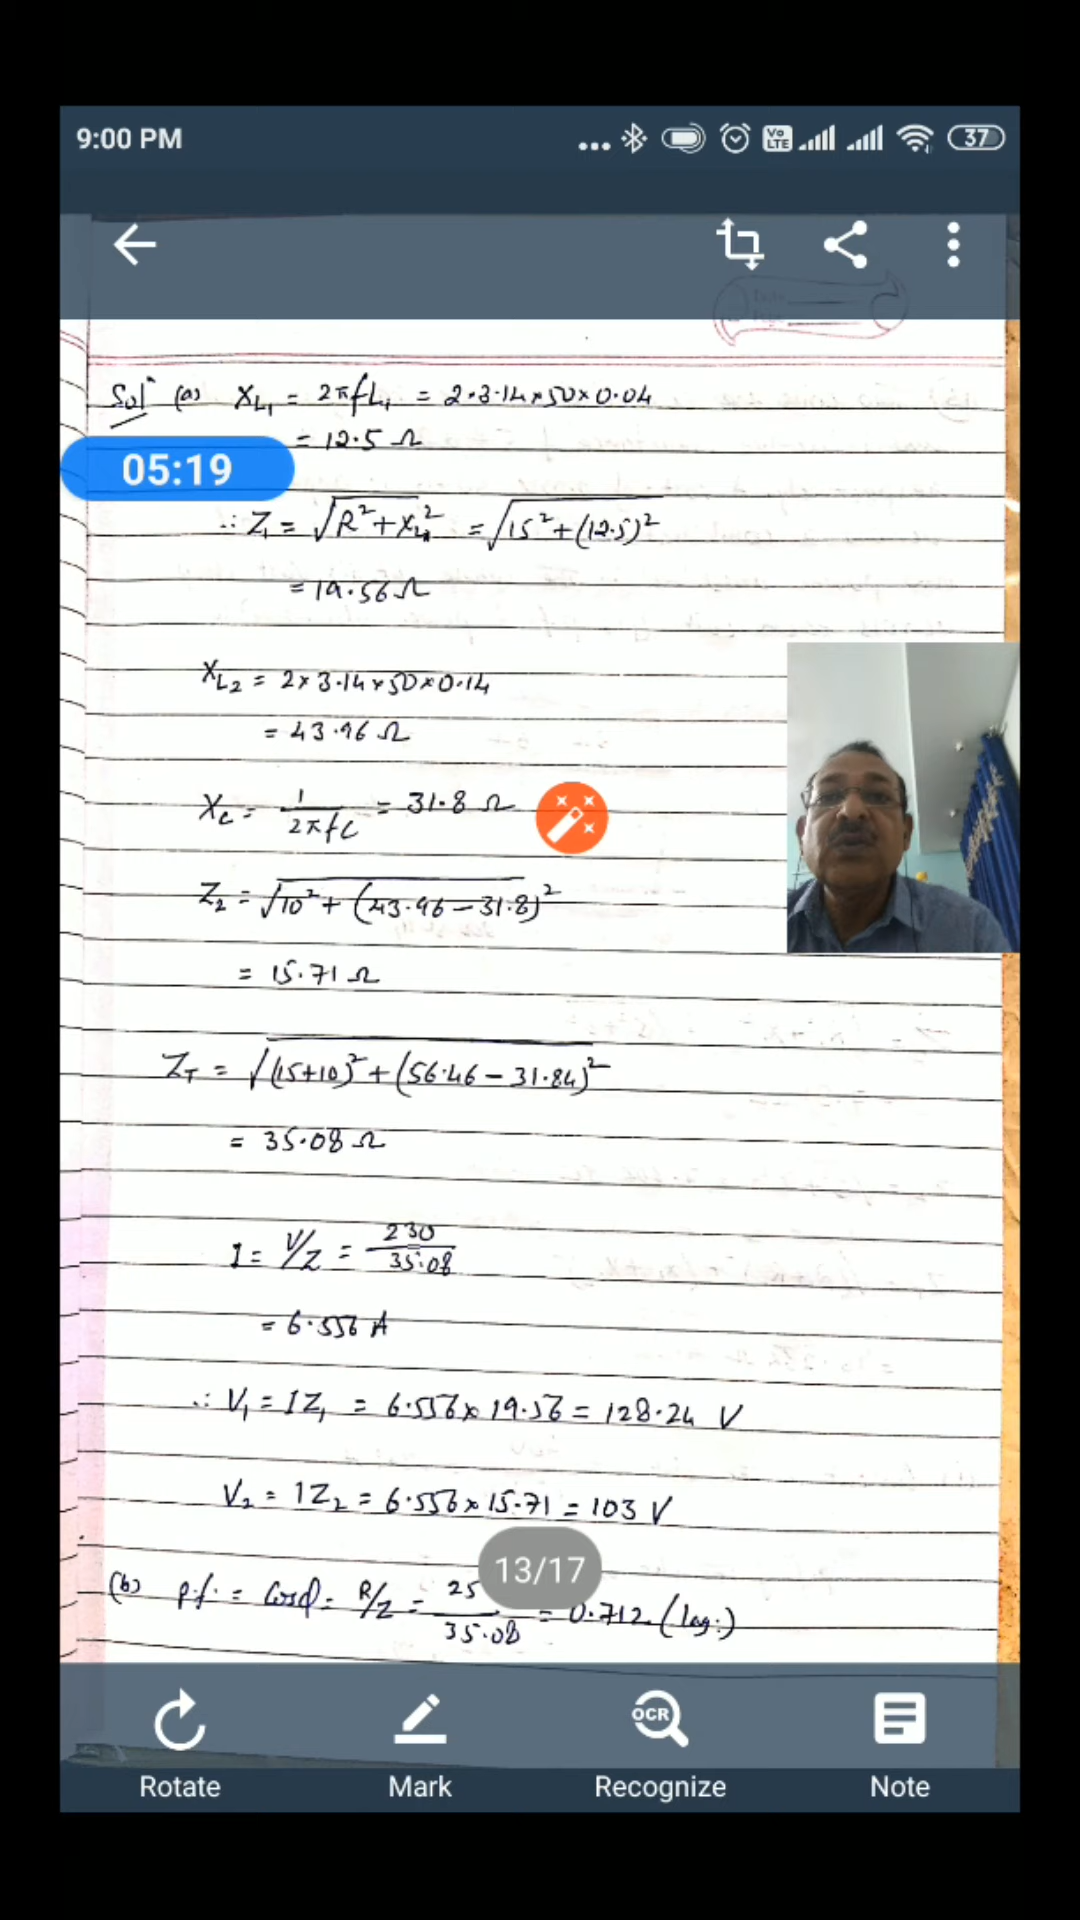 9:00 PM
Vo LTE
37
Solⁿ (a) X_L₁ = 2πfL₁ = 2×3.14×50×0.04
= 12.5 Ω
05:19
∴ Z₁ = √R² + X_L₁² = √15² + (12.5)²
= 19.56 Ω
X_L₂ = 2×3.14×50×0.14
= 43.96 Ω
X_C = 1/2πfC = 31.8 Ω
Z₂ = √10² + (43.96 – 31.8)²
= 15.71 Ω
Z_T = √(15+10)² + (56.46 – 31.84)²
= 35.08 Ω
I = V/Z = 230/35.08
= 6.556 A
∴ V₁ = IZ₁ = 6.556×19.56 = 128.24 V
V₂ = IZ₂ = 6.556×15.71 = 103 V
13/17
(b) p.f. = Cosφ = R/Z = 25/35.08 = 0.712 (lag.)
OCR
Rotate Mark Recognize Note